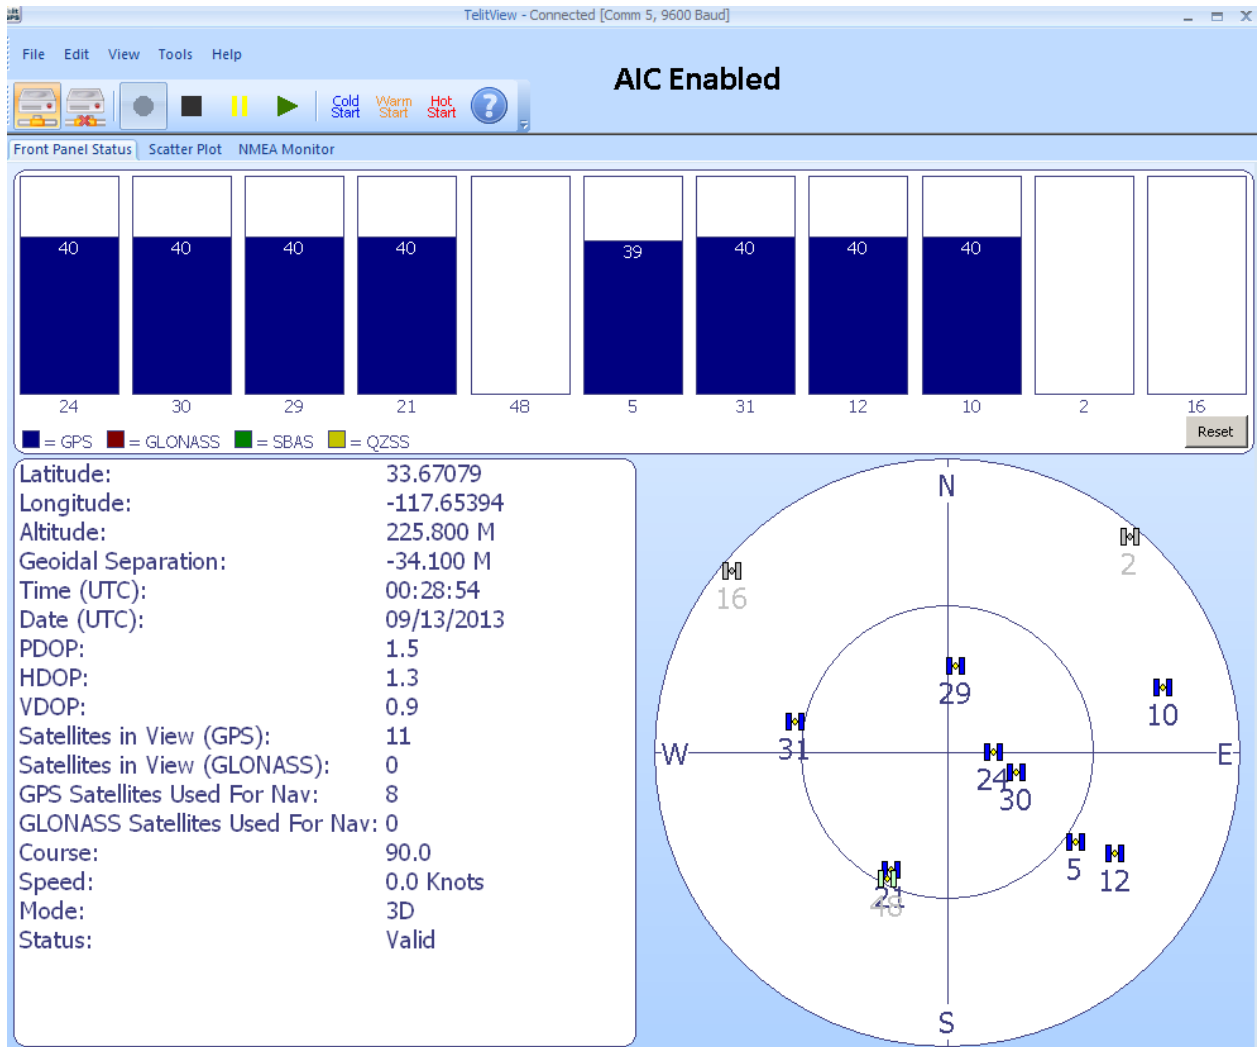 TelitView - Connected [Comm 5, 9600 Baud]
File Edit View Tools Help
AIC Enabled
Cold Start Warm Start Hot Start ?
Front Panel Status Scatter Plot NMEA Monitor
40 40 40 40 39 40 40 40
24 30 29 21 48 5 31 12 10 2 16
= GPS = GLONASS = SBAS = QZSS
Reset
Latitude: 33.67079
Longitude: -117.65394
Altitude: 225.800 M
Geoidal Separation: -34.100 M
Time (UTC): 00:28:54
Date (UTC): 09/13/2013
PDOP: 1.5
HDOP: 1.3
VDOP: 0.9
Satellites in View (GPS): 11
Satellites in View (GLONASS): 0
GPS Satellites Used For Nav: 8
GLONASS Satellites Used For Nav: 0
Course: 90.0
Speed: 0.0 Knots
Mode: 3D
Status: Valid
N
2
16
29
10
31
W E
24
30
5 12
21
48
S